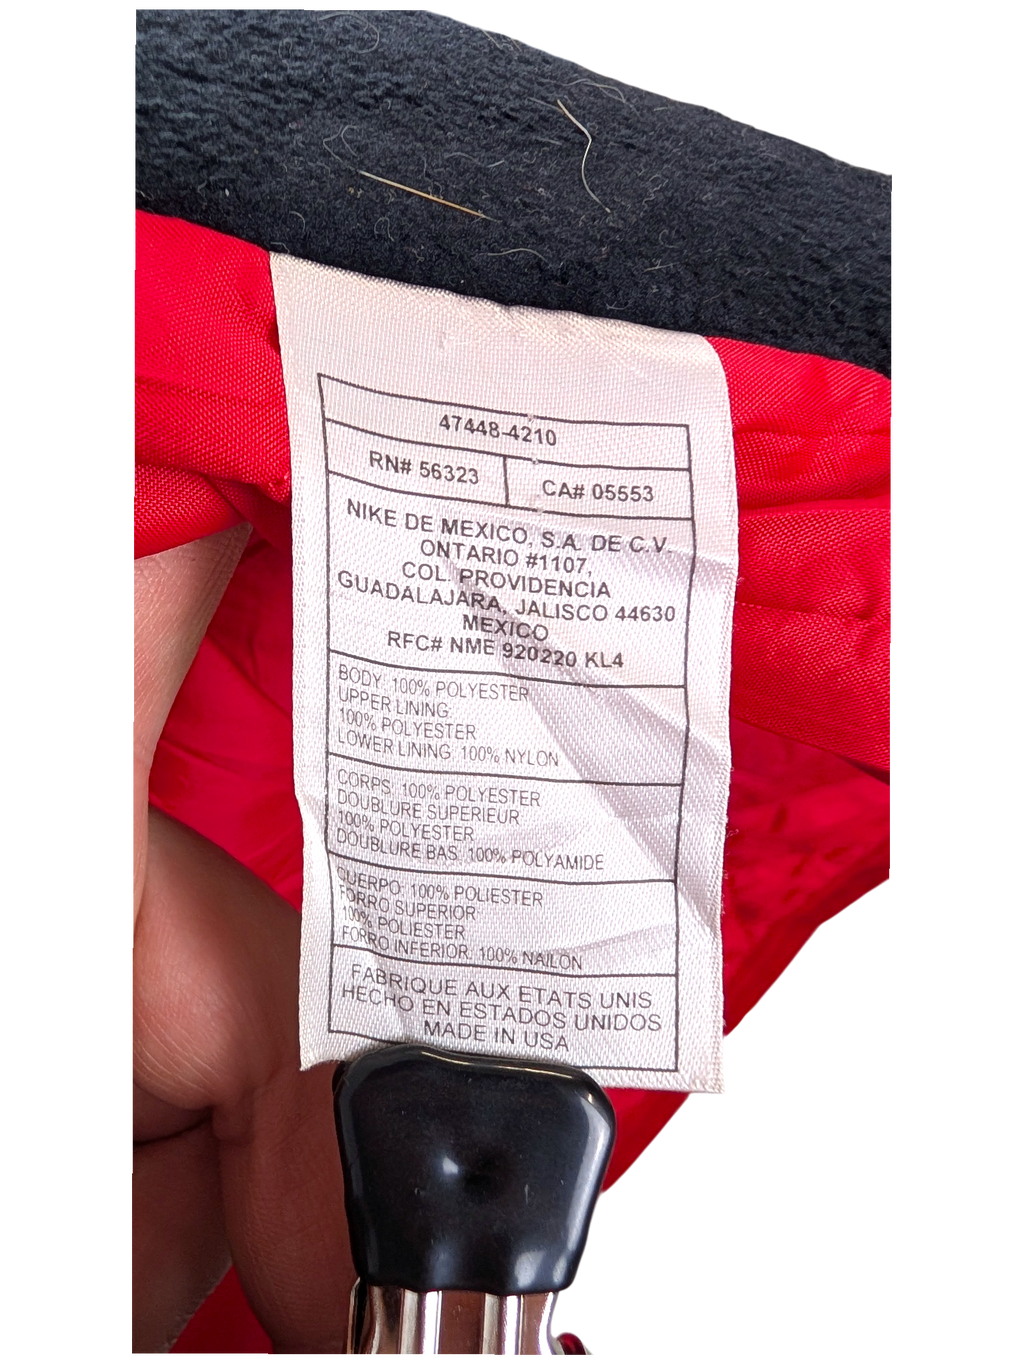 47448-4210
RN# 56323
CA# 05553
NIKE DE MEXICO, S.A. DE C.V.
ONTARIO #1107,
COL. PROVIDENCIA
GUADALAJARA, JALISCO 44630
MEXICO
RFC# NME 920220 KL4
BODY: 100% POLYESTER
UPPER LINING:
100% POLYESTER
LOWER LINING: 100% NYLON
CORPS: 100% POLYESTER
DOUBLURE SUPERIEUR
100% POLYESTER
DOUBLURE BAS: 100% POLYAMIDE
CUERPO: 100% POLIESTER
FORRO SUPERIOR
100% POLIESTER
FORRO INFERIOR: 100% NAILON
FABRIQUE AUX ETATS UNIS
HECHO EN ESTADOS UNIDOS
MADE IN USA